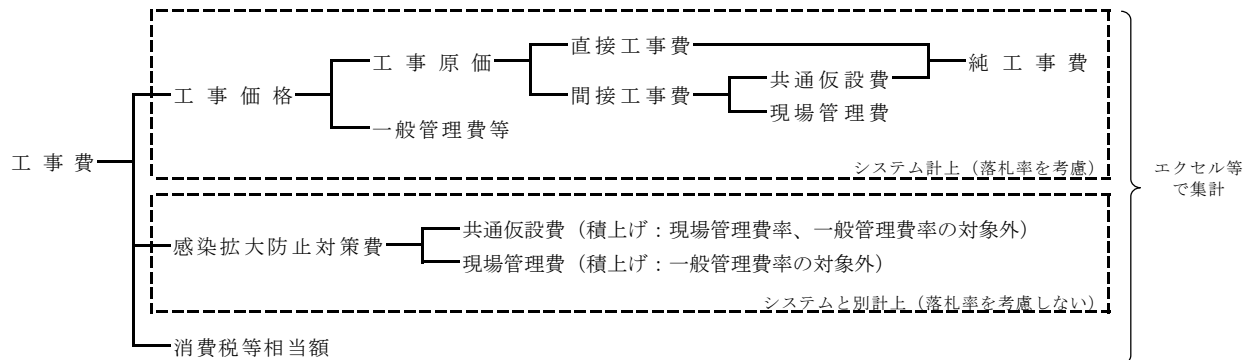 直接工事費
工事原価
純工事費
共通仮設費
工事価格
間接工事費
現場管理費
一般管理費等
工事費
システム計上（落札率を考慮）
エクセル等
で集計
共通仮設費（積上げ：現場管理費率、一般管理費率の対象外）
感染拡大防止対策費
現場管理費（積上げ：一般管理費率の対象外）
システムと別計上（落札率を考慮しない）
消費税等相当額